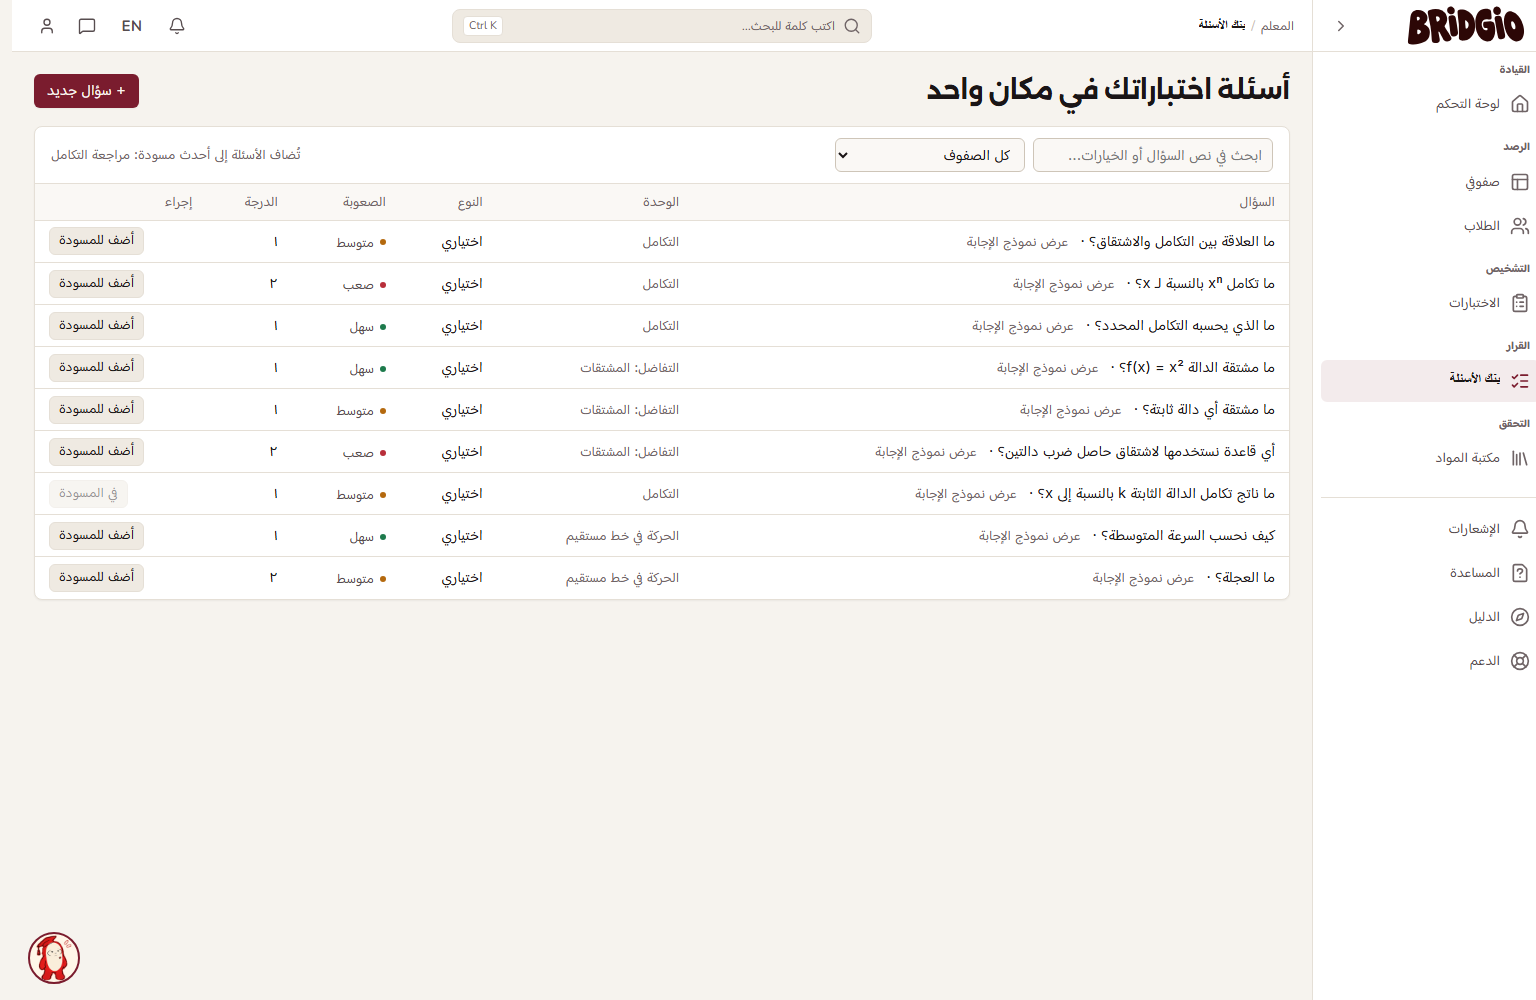 BRIDGIO
المعلم / بنك الأسئلة
اكتب كلمة للبحث...
Ctrl K
EN
القيادة
لوحة التحكم
الرصد
صفوفي
الطلاب
التشخيص
الاختبارات
القرار
بنك الأسئلة
التحقق
مكتبة المواد
الإشعارات
المساعدة
الدليل
الدعم
أسئلة اختباراتك في مكان واحد
+ سؤال جديد
ابحث في نص السؤال أو الخيارات...
كل الصفوف
تُضاف الأسئلة إلى أحدث مسودة: مراجعة التكامل
السؤال الوحدة النوع الصعوبة الدرجة إجراء
ما العلاقة بين التكامل والاشتقاق؟ · عرض نموذج الإجابة التكامل اختياري متوسط ١ أضف للمسودة
ما تكامل xⁿ بالنسبة لـ x؟ · عرض نموذج الإجابة التكامل اختياري صعب ٢ أضف للمسودة
ما الذي يحسبه التكامل المحدد؟ · عرض نموذج الإجابة التكامل اختياري سهل ١ أضف للمسودة
ما مشتقة الدالة f(x) = x²؟ · عرض نموذج الإجابة التفاضل: المشتقات اختياري سهل ١ أضف للمسودة
ما مشتقة أي دالة ثابتة؟ · عرض نموذج الإجابة التفاضل: المشتقات اختياري متوسط ١ أضف للمسودة
أي قاعدة نستخدمها لاشتقاق حاصل ضرب دالتين؟ · عرض نموذج الإجابة التفاضل: المشتقات اختياري صعب ٢ أضف للمسودة
ما ناتج تكامل الدالة الثابتة k بالنسبة إلى x؟ · عرض نموذج الإجابة التكامل اختياري متوسط ١ في المسودة
كيف نحسب السرعة المتوسطة؟ · عرض نموذج الإجابة الحركة في خط مستقيم اختياري سهل ١ أضف للمسودة
ما العجلة؟ · عرض نموذج الإجابة الحركة في خط مستقيم اختياري متوسط ٢ أضف للمسودة